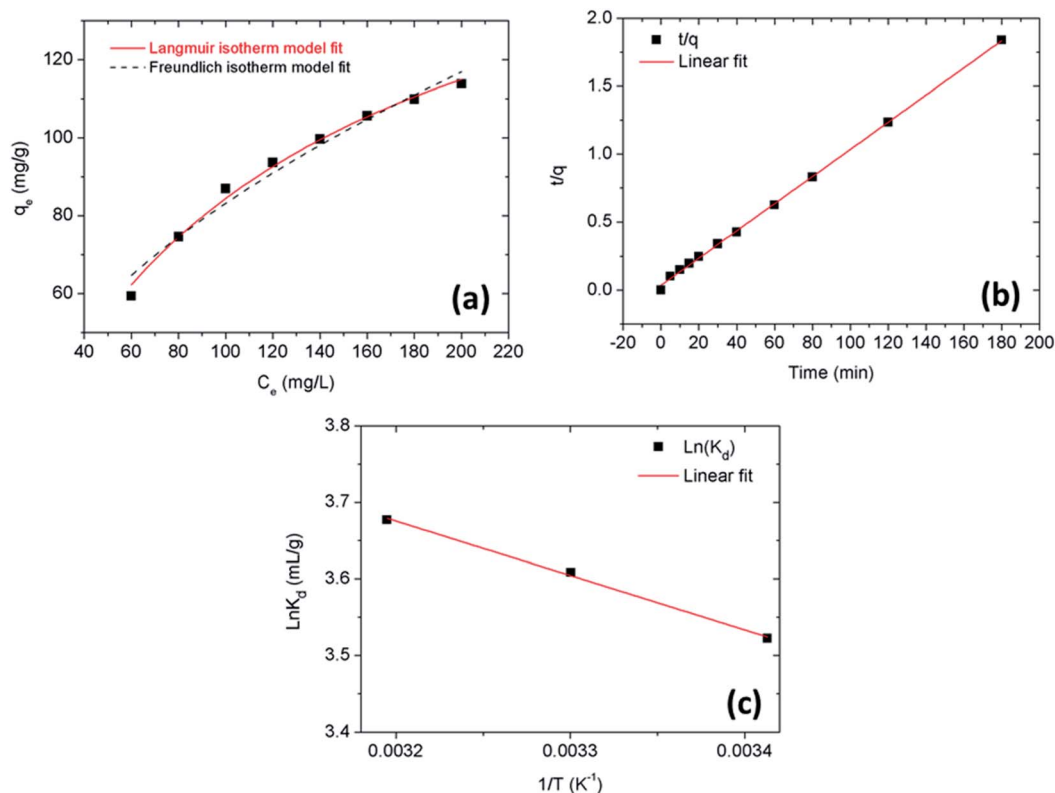 Langmuir isotherm model fit
Freundlich isotherm model fit
120
100
80
60
qₑ (mg/g)
40 60 80 100 120 140 160 180 200 220
Cₑ (mg/L)
(a)
t/q
Linear fit
2.0
1.5
1.0
0.5
0.0
t/q
-20 0 20 40 60 80 100 120 140 160 180 200
Time (min)
(b)
Ln(K_d)
Linear fit
3.8
3.7
3.6
3.5
3.4
LnK_d (mL/g)
0.0032 0.0033 0.0034
1/T (K⁻¹)
(c)